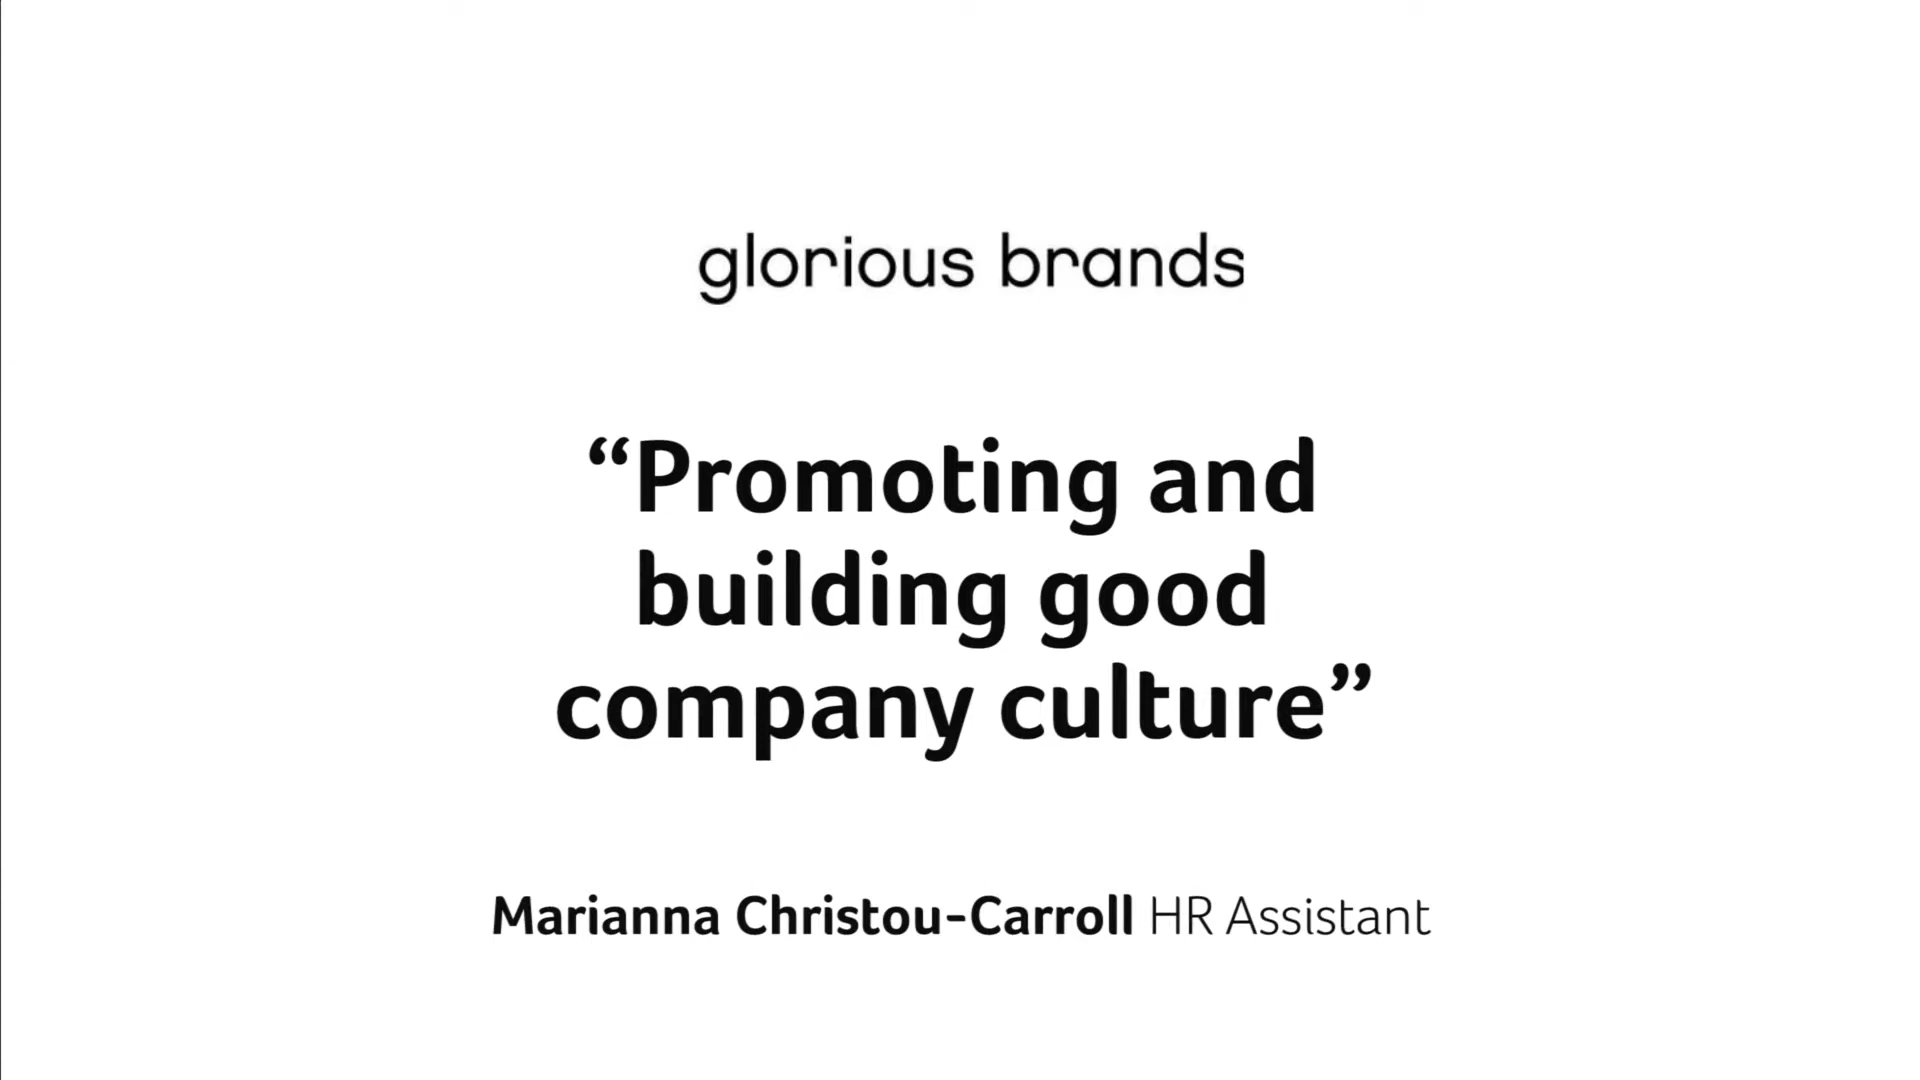 glorious brands
“Promoting and
building good
company culture”
Marianna Christou-Carroll HR Assistant